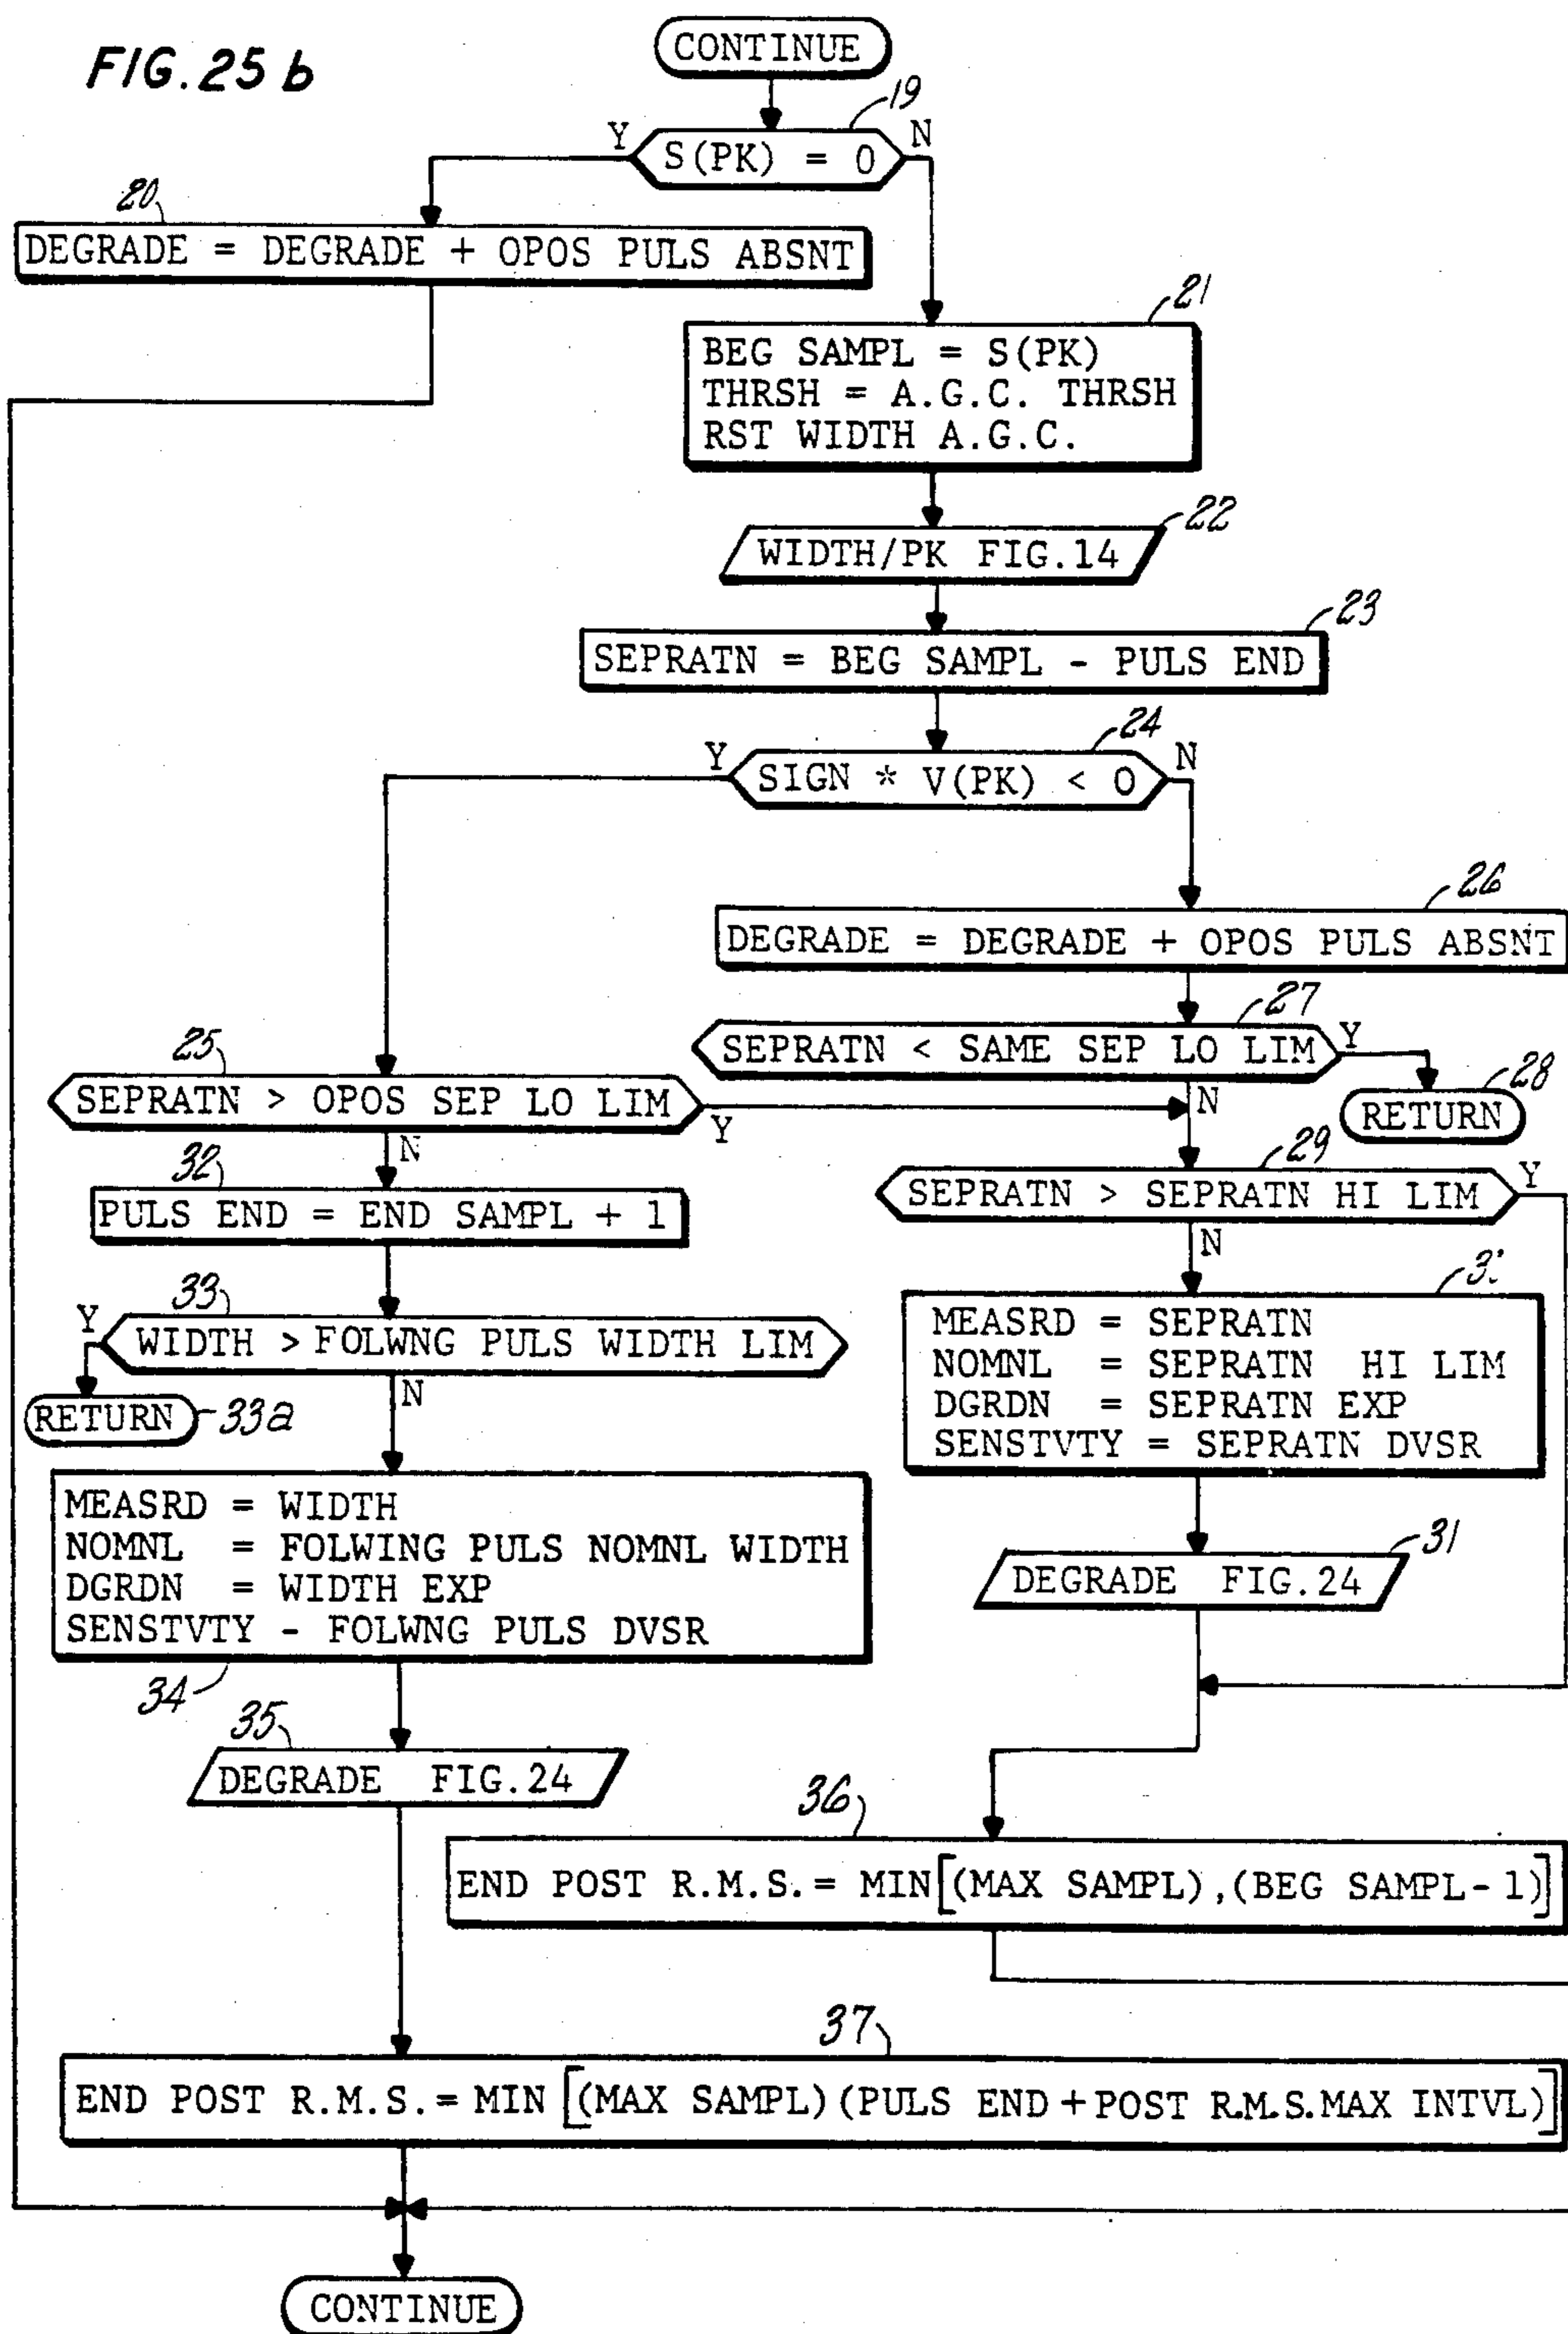 FIG. 25 b
CONTINUE
19
Y
S(PK) = 0
N
20
DEGRADE = DEGRADE + OPOS PULS ABSNT
21
BEG SAMPL = S(PK)
THRSH = A.G.C. THRSH
RST WIDTH A.G.C.
22
WIDTH/PK FIG.14
23
SEPRATN = BEG SAMPL - PULS END
24
Y
SIGN * V(PK) < 0
N
26
DEGRADE = DEGRADE + OPOS PULS ABSNT
27
SEPRATN < SAME SEP LO LIM
Y
N
28
RETURN
25
SEPRATN > OPOS SEP LO LIM
Y
N
29
SEPRATN > SEPRATN HI LIM
Y
N
32
PULS END = END SAMPL + 1
33
Y
WIDTH > FOLWNG PULS WIDTH LIM
N
RETURN
33a
MEASRD = SEPRATN
NOMNL = SEPRATN HI LIM
DGRDN = SEPRATN EXP
SENSTVTY = SEPRATN DVSR
MEASRD = WIDTH
NOMNL = FOLWING PULS NOMNL WIDTH
DGRDN = WIDTH EXP
SENSTVTY - FOLWNG PULS DVSR
34
31
DEGRADE FIG.24
35
DEGRADE FIG.24
36
END POST R.M.S. = MIN[(MAX SAMPL),(BEG SAMPL-1)]
37
END POST R.M.S. = MIN [(MAX SAMPL)(PULS END + POST R.M.S. MAX INTVL)]
CONTINUE